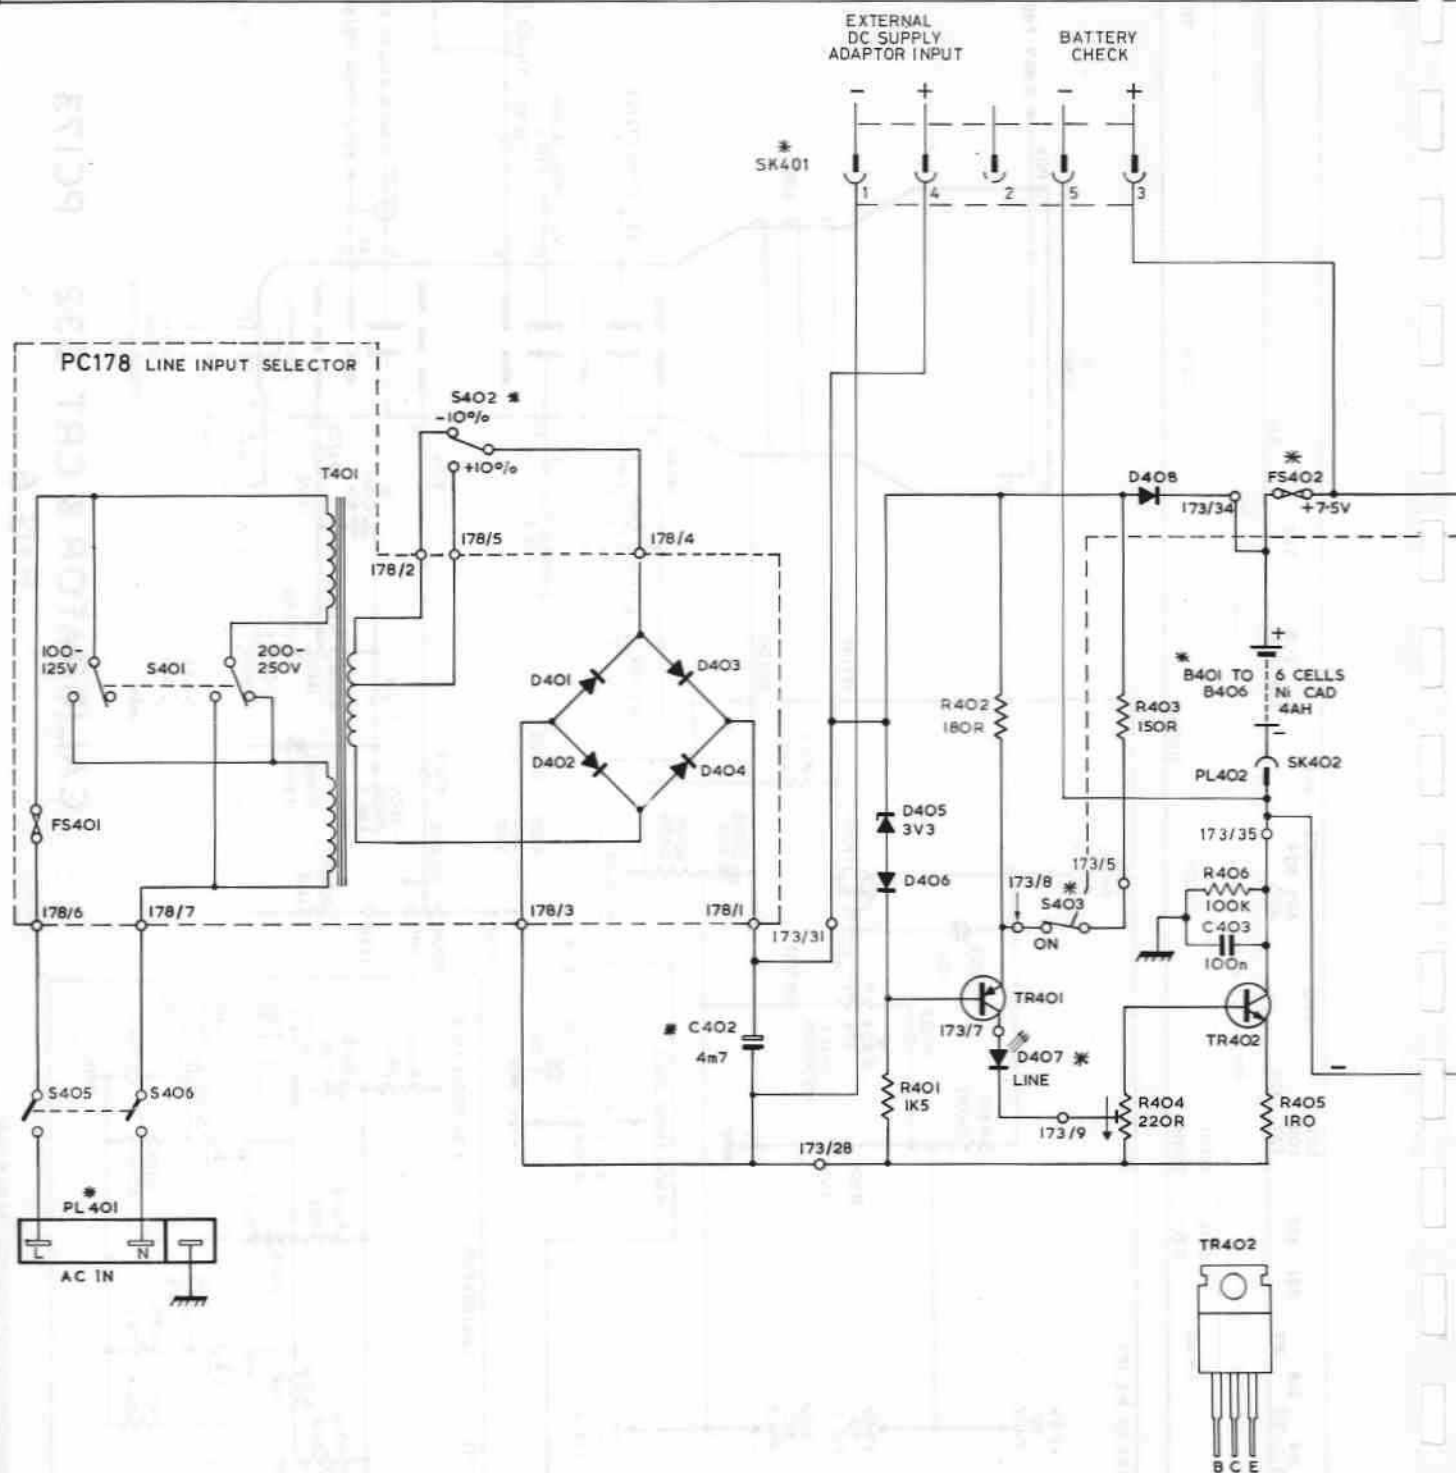 EXTERNAL
DC SUPPLY
ADAPTOR INPUT
BATTERY
CHECK
- + - +
* SK401
1 4 2 5 3
PC178 LINE INPUT SELECTOR
S402 *
-10%
+10%
T401
178/2
178/5
178/4
D408
173/34
*
FS402
+7·5V
100-
125V
S401
200-
250V
D401
D403
D402
D404
R402
180R
R403
150R
*
B401 TO
B406
+
6 CELLS
Ni CAD
4AH
-
PL402
SK402
FS401
D405
3V3
D406
173/5
173/8
*
S403
ON
173/35
R406
100K
C403
100n
178/6
178/7
178/3
178/1
173/31
TR401
173/7
D407 *
LINE
TR402
* C402
4m7
R401
1K5
173/9
R404
220R
R405
1R0
-
S405
S406
173/28
*
PL401
L
N
AC IN
TR402
B C E
PC173